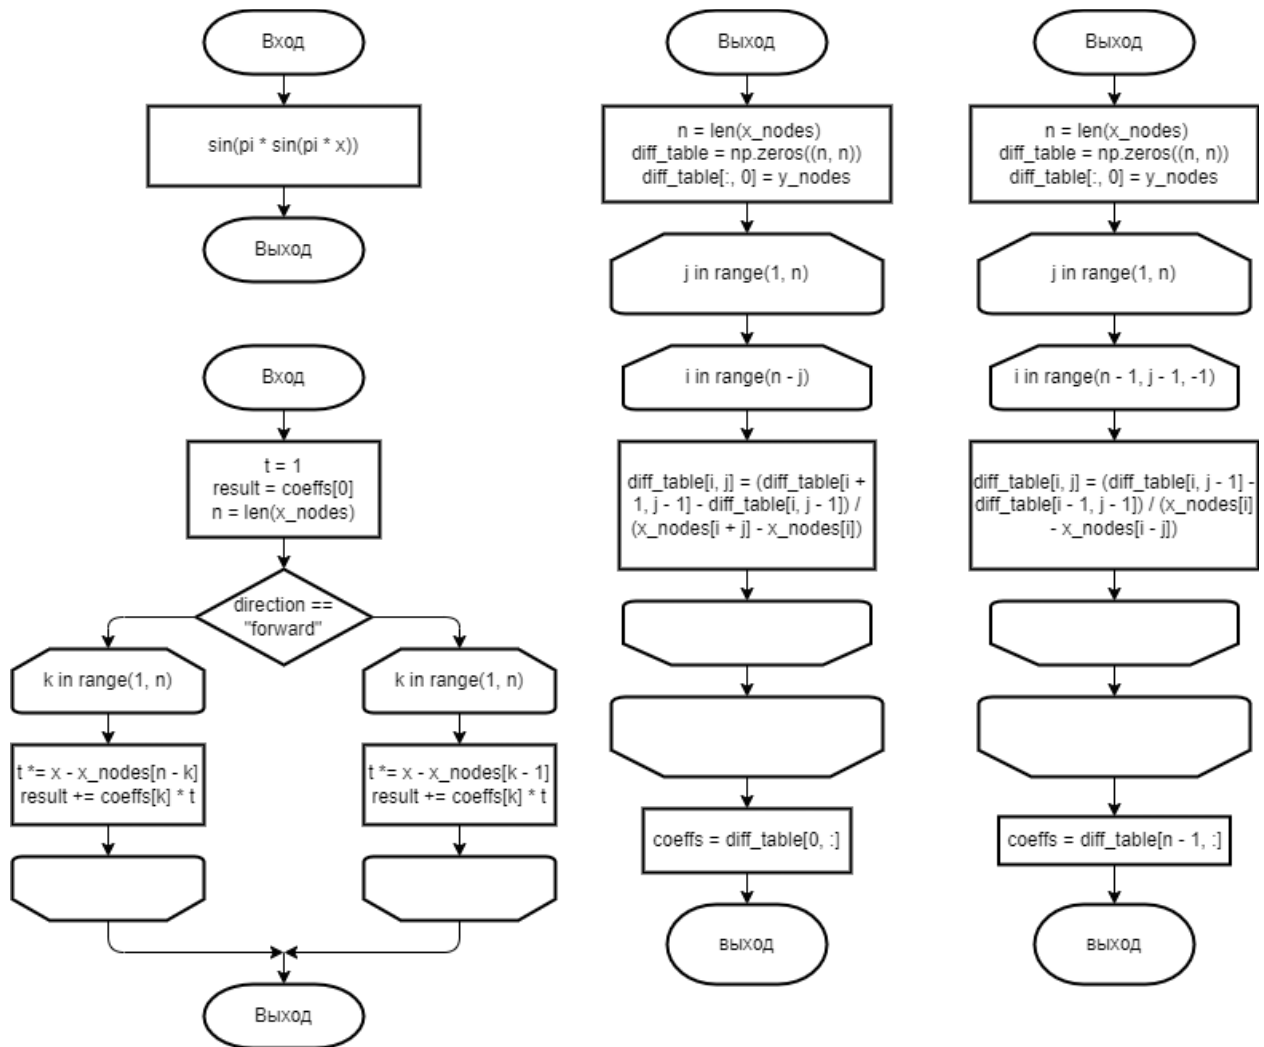 Вход
sin(pi * sin(pi * x))
Выход
Вход
t = 1
result = coeffs[0]
n = len(x_nodes)
direction ==
"forward"
k in range(1, n)
t *= x - x_nodes[n - k]
result += coeffs[k] * t
k in range(1, n)
t *= x - x_nodes[k - 1]
result += coeffs[k] * t
Выход
Выход
n = len(x_nodes)
diff_table = np.zeros((n, n))
diff_table[:, 0] = y_nodes
j in range(1, n)
i in range(n - j)
diff_table[i, j] = (diff_table[i +
1, j - 1] - diff_table[i, j - 1]) /
(x_nodes[i + j] - x_nodes[i])
coeffs = diff_table[0, :]
выход
Выход
n = len(x_nodes)
diff_table = np.zeros((n, n))
diff_table[:, 0] = y_nodes
j in range(1, n)
i in range(n - 1, j - 1, -1)
diff_table[i, j] = (diff_table[i, j - 1] -
diff_table[i - 1, j - 1]) / (x_nodes[i]
- x_nodes[i - j])
coeffs = diff_table[n - 1, :]
выход